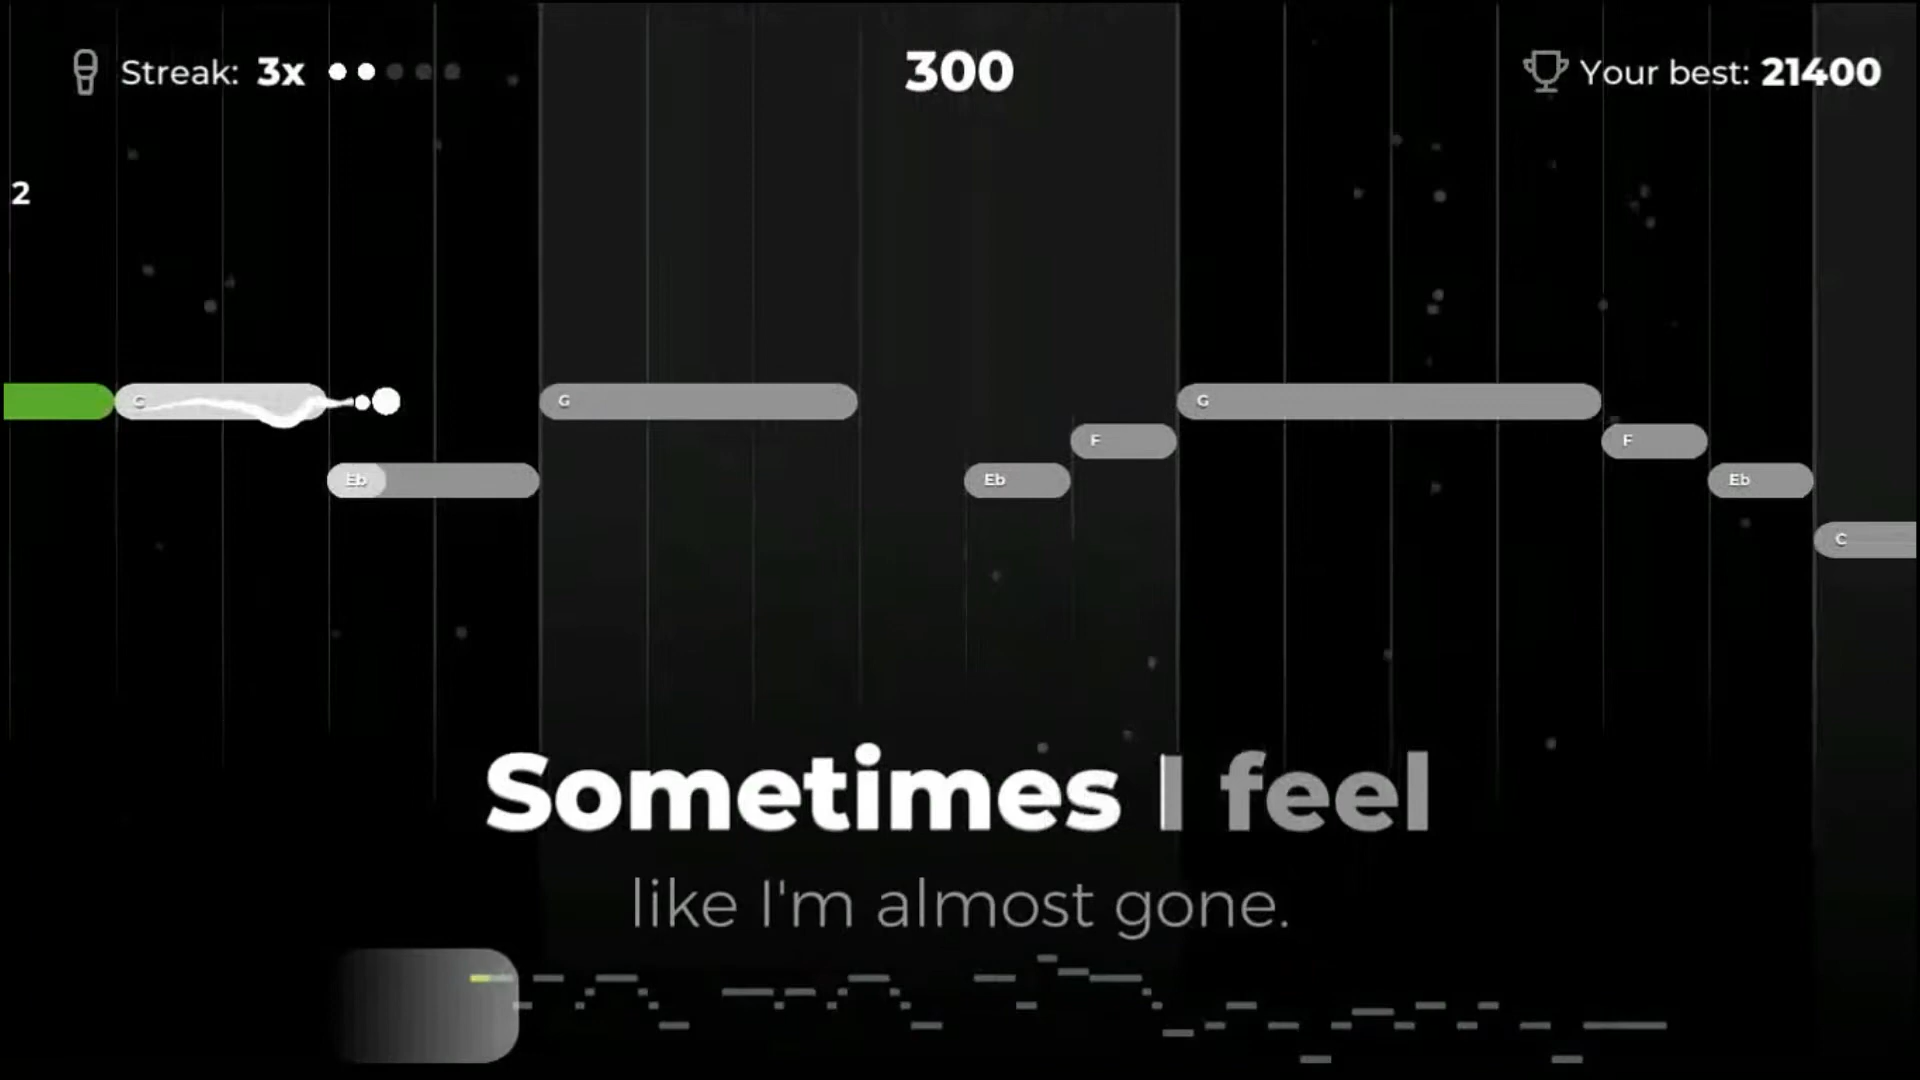 Streak: 3x
300
Your best: 21400
2
G
G
G
F
F
Eb
Eb
Eb
C
Sometimes I feel
like I'm almost gone.